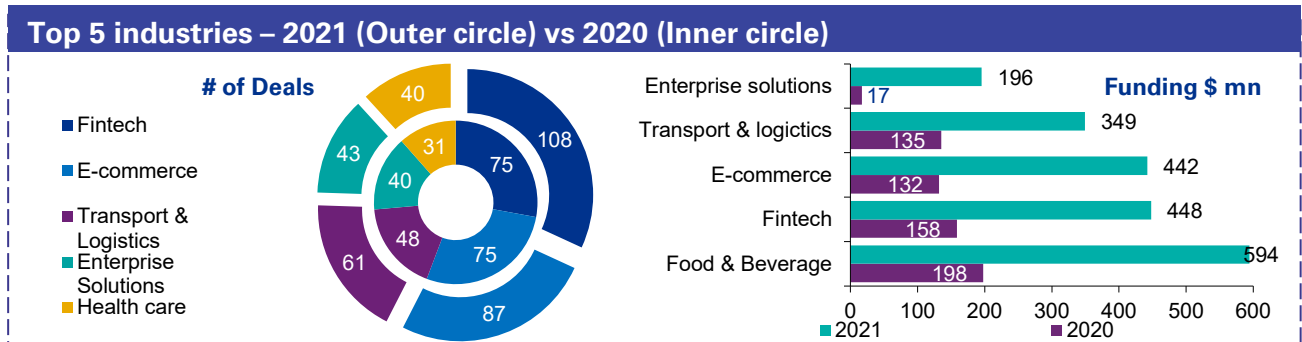 Top 5 industries – 2021 (Outer circle) vs 2020 (Inner circle)
# of Deals
Fintech
E-commerce
Transport &
Logistics
Enterprise
Solutions
Health care
108
87
61
43
40
75
75
48
40
31
Funding $ mn
Enterprise solutions
196
17
Transport & logictics
349
135
E-commerce
442
132
Fintech
448
158
Food & Beverage
594
198
0 100 200 300 400 500 600
2021 2020